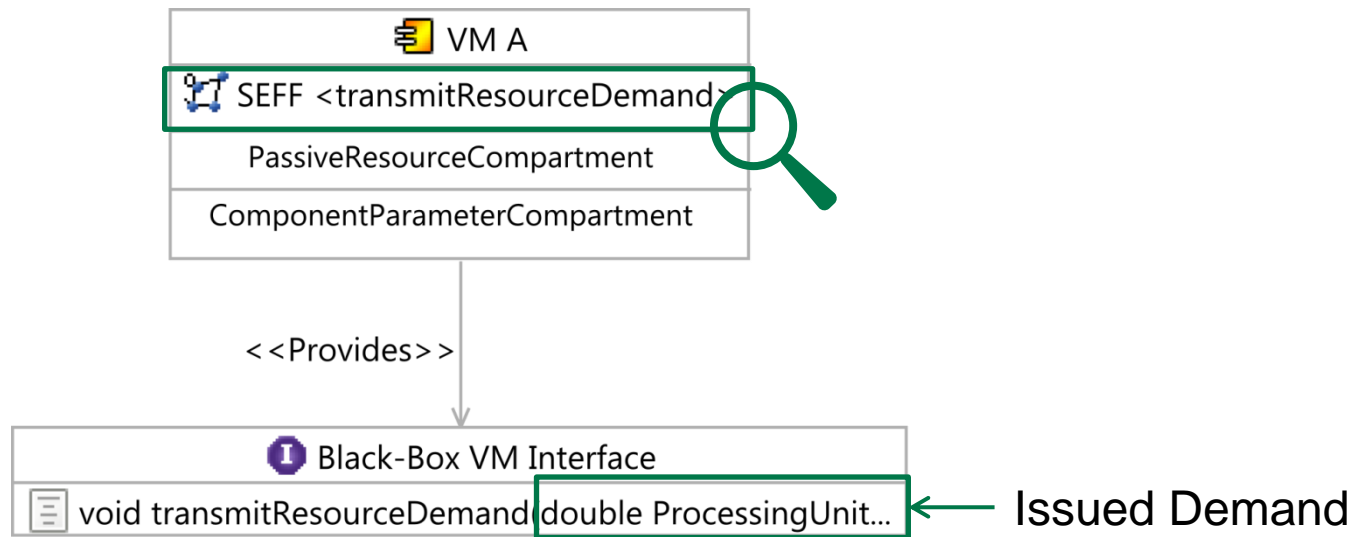 VM A
SEFF <transmitResourceDemand>
PassiveResourceCompartment
ComponentParameterCompartment
<<Provides>>
I Black-Box VM Interface
void transmitResourceDemand(double ProcessingUnit...
Issued Demand